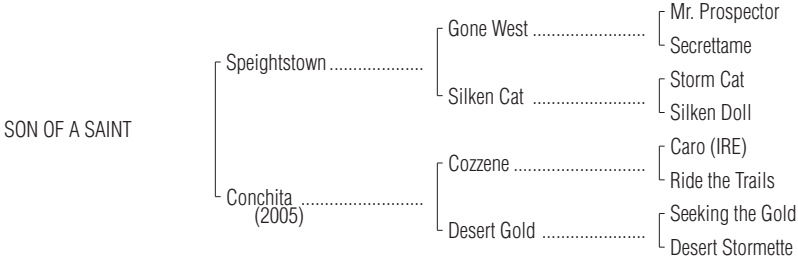 Mr. Prospector
Gone West ........................
Secrettame
Speightstown ....................
Storm Cat
Silken Cat ........................
Silken Doll
SON OF A SAINT
Caro (IRE)
Cozzene ............................
Ride the Trails
Conchita ..........................
(2005)
Seeking the Gold
Desert Gold ......................
Desert Stormette